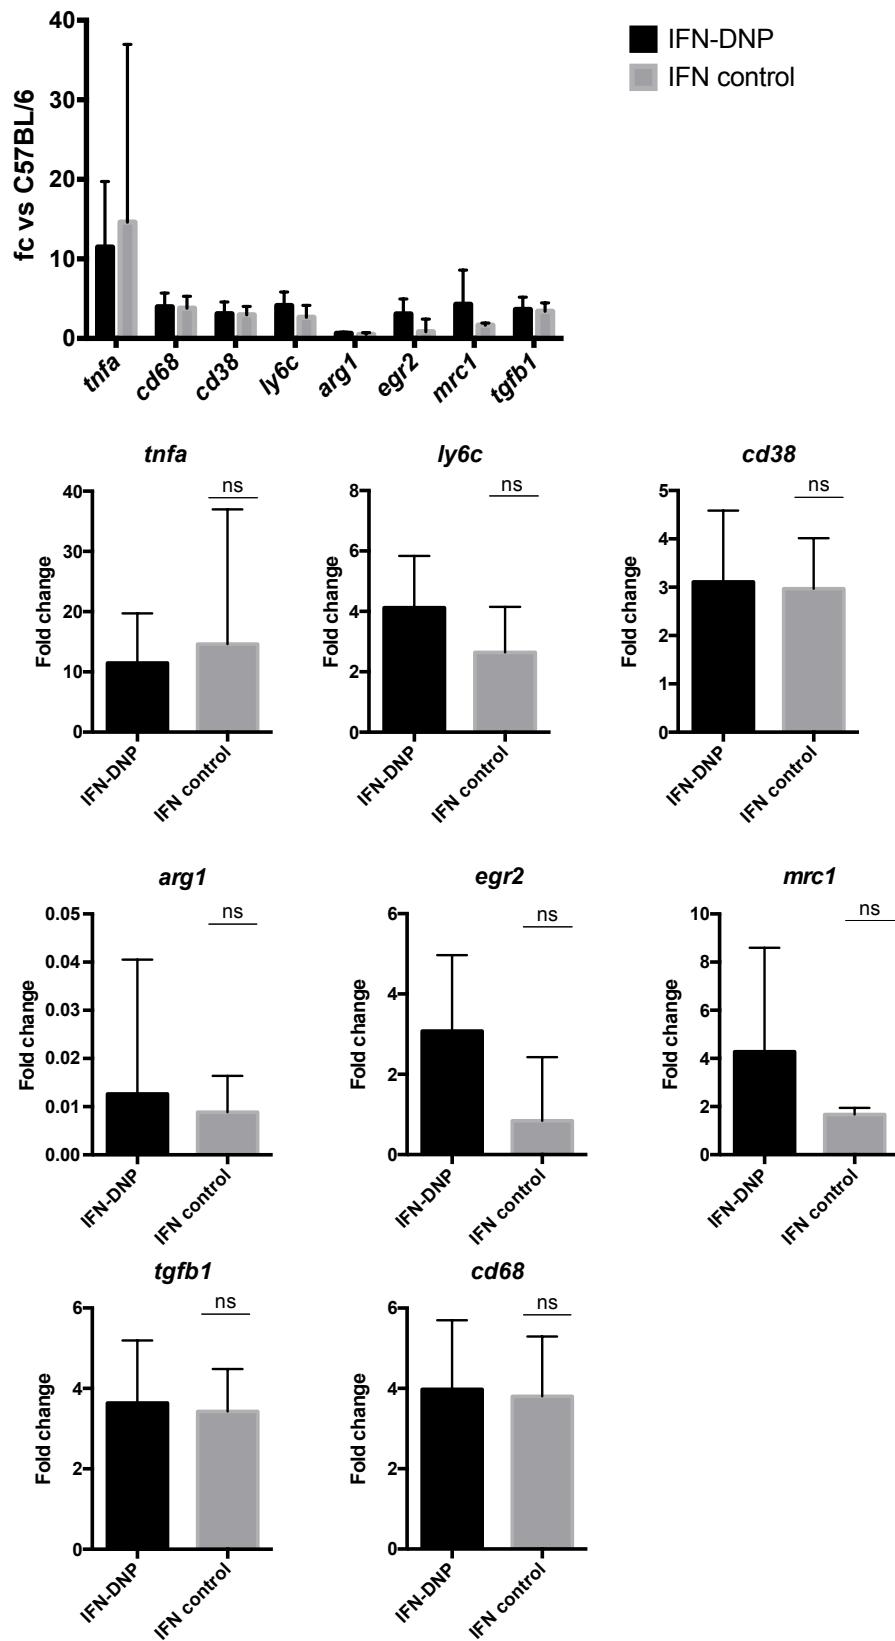 IFN-DNP
IFN control
fc vs C57BL/6
40
30
20
10
0
tnfa cd68 cd38 ly6c arg1 egr2 mrc1 tgfb1
tnfa
ns
Fold change
40
30
20
10
0
IFN-DNP
IFN control
ly6c
ns
Fold change
8
6
4
2
0
IFN-DNP
IFN control
cd38
ns
Fold change
5
4
3
2
1
0
IFN-DNP
IFN control
arg1
ns
Fold change
0.05
0.04
0.03
0.02
0.01
0.00
IFN-DNP
IFN control
egr2
ns
Fold change
6
4
2
0
IFN-DNP
IFN control
mrc1
ns
Fold change
10
8
6
4
2
0
IFN-DNP
IFN control
tgfb1
ns
Fold change
6
4
2
0
IFN-DNP
IFN control
cd68
ns
Fold change
6
4
2
0
IFN-DNP
IFN control